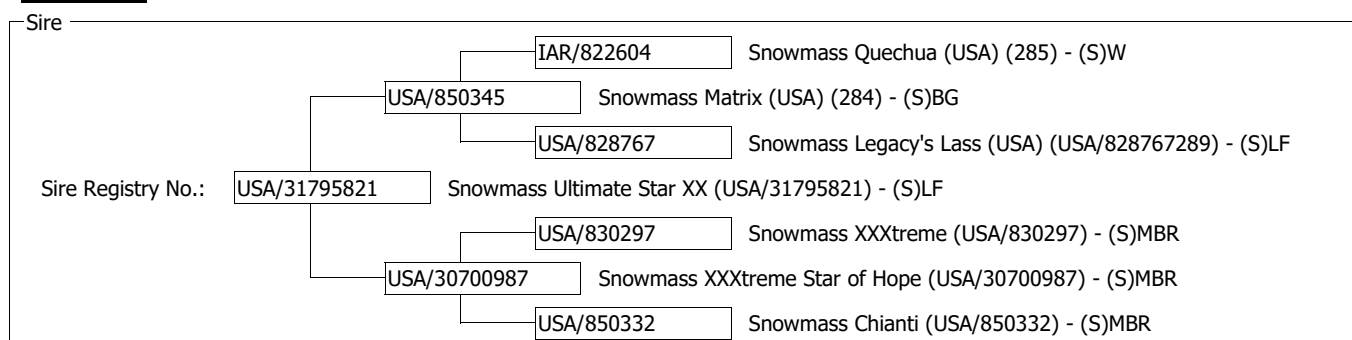 Sire
IAR/822604 Snowmass Quechua (USA) (285) - (S)W
USA/850345 Snowmass Matrix (USA) (284) - (S)BG
USA/828767 Snowmass Legacy's Lass (USA) (USA/828767289) - (S)LF
Sire Registry No.: USA/31795821 Snowmass Ultimate Star XX (USA/31795821) - (S)LF
USA/830297 Snowmass XXXtreme (USA/830297) - (S)MBR
USA/30700987 Snowmass XXXtreme Star of Hope (USA/30700987) - (S)MBR
USA/850332 Snowmass Chianti (USA/850332) - (S)MBR